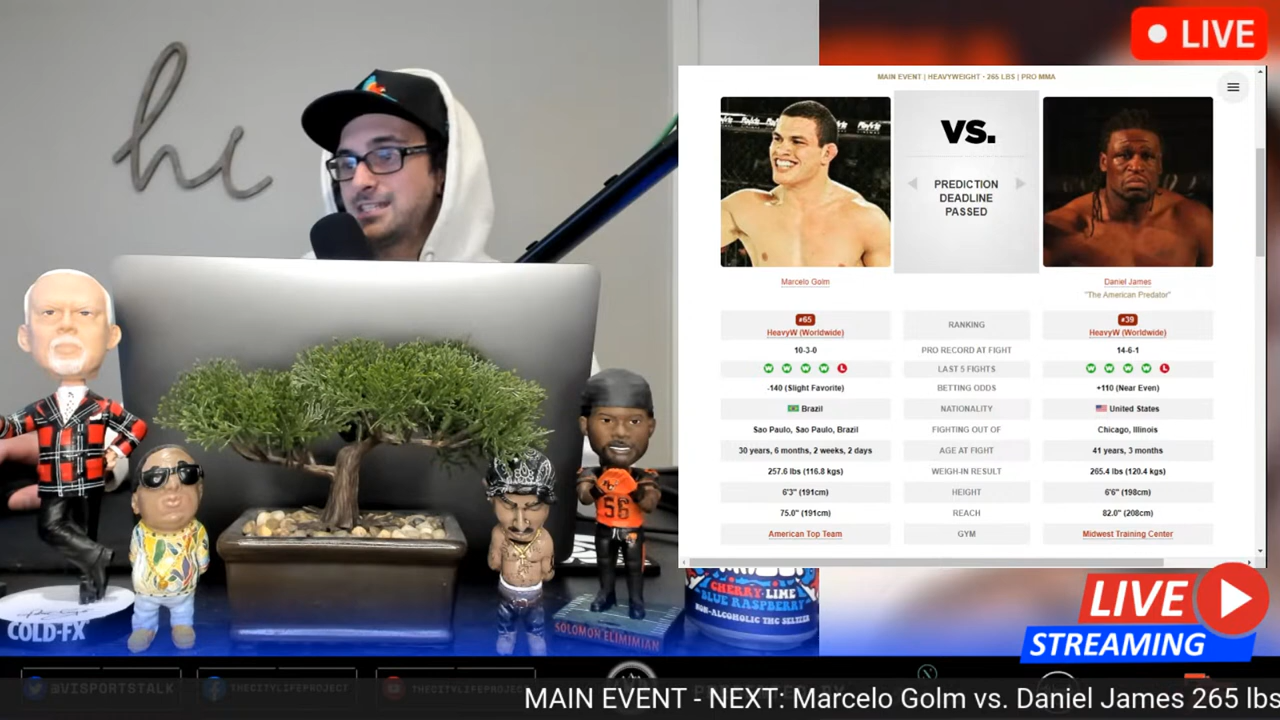 hi
LIVE
MAIN EVENT | HEAVYWEIGHT · 265 LBS | PRO MMA
VS.
PREDICTION
DEADLINE
PASSED
Marcelo Golm
Daniel James
"The American Predator"
#65 RANKING #39
HeavyW (Worldwide) HeavyW (Worldwide)
10-3-0 PRO RECORD AT FIGHT 14-6-1
W W W W L LAST 5 FIGHTS W W W W L
-140 (Slight Favorite) BETTING ODDS +110 (Near Even)
Brazil NATIONALITY United States
Sao Paulo, Sao Paulo, Brazil FIGHTING OUT OF Chicago, Illinois
30 years, 6 months, 2 weeks, 2 days AGE AT FIGHT 41 years, 3 months
257.6 lbs (116.8 kgs) WEIGH-IN RESULT 265.4 lbs (120.4 kgs)
6'3" (191cm) HEIGHT 6'6" (198cm)
75.0" (191cm) REACH 82.0" (208cm)
American Top Team GYM Midwest Training Center
56
CHERRY-LIME
BLUE RASPBERRY
NON-ALCOHOLIC THC SELTZER
COLD-FX
SOLOMON ELIMIMIAN
LIVE
STREAMING
@VISPORTSTALK
THECITYLIFEPROJECT
THECITYLIFEPROJEC
MAIN EVENT - NEXT: Marcelo Golm vs. Daniel James 265 lbs